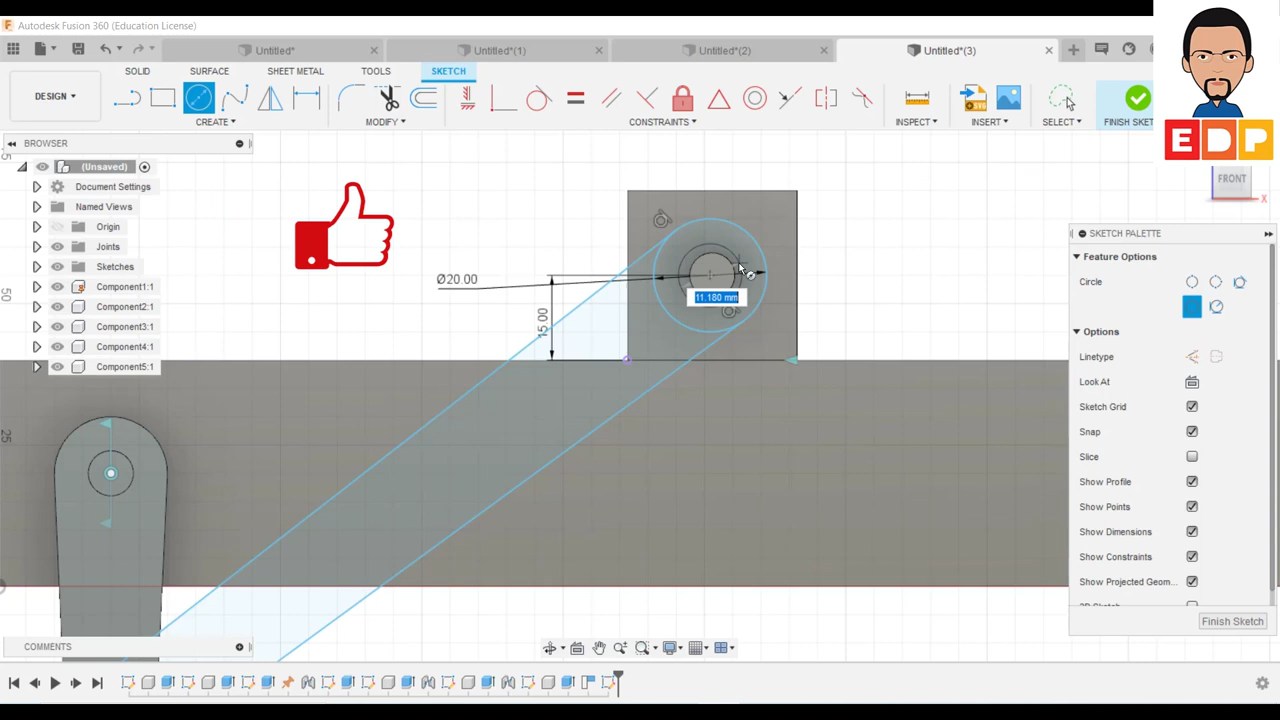 Autodesk Fusion 360 (Education License)
Untitled*
Untitled*(1)
Untitled*(2)
Untitled*(3)
SOLID
SURFACE
SHEET METAL
TOOLS
SKETCH
DESIGN
CREATE
MODIFY
CONSTRAINTS
INSPECT
INSERT
SELECT
FINISH SKET
EDP
BROWSER
(Unsaved)
Document Settings
Named Views
Origin
Joints
Sketches
Component1:1
Component2:1
Component3:1
Component4:1
Component5:1
FRONT
X
Ø20.00
15.00
11.180 mm
50
25
SKETCH PALETTE
Feature Options
Circle
Options
Linetype
Look At
Sketch Grid
Snap
Slice
Show Profile
Show Points
Show Dimensions
Show Constraints
Show Projected Geom...
Finish Sketch
COMMENTS